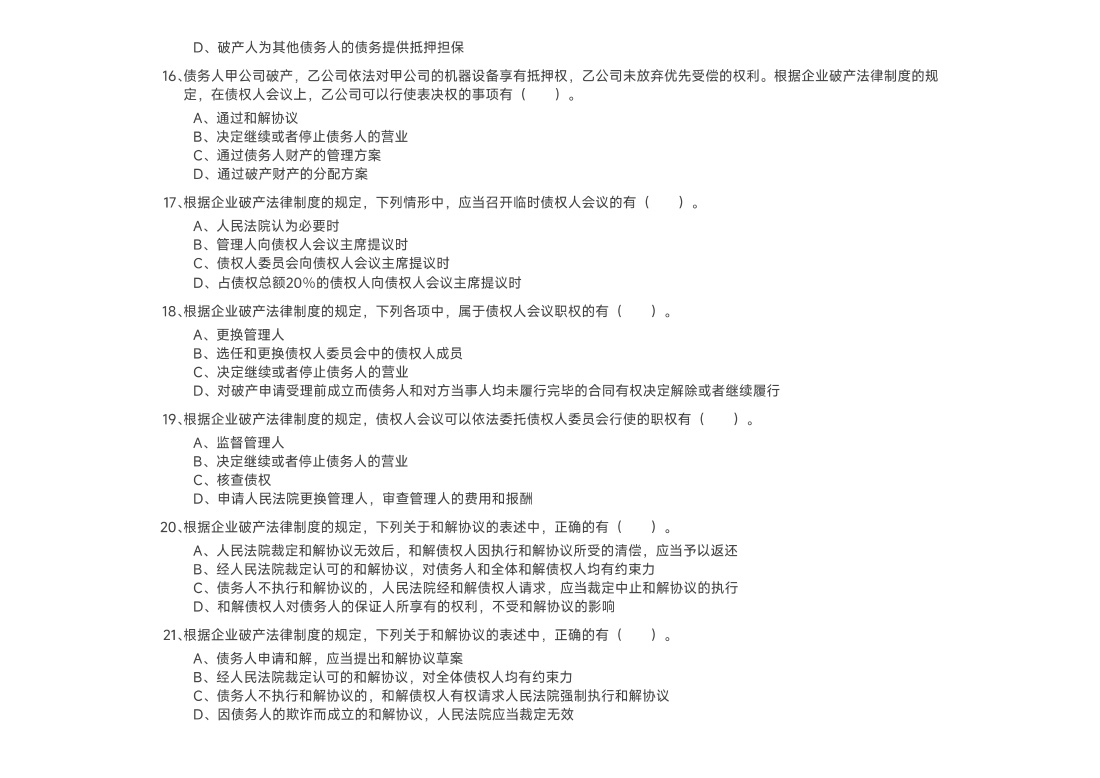 D、破产人为其他债务人的债务提供抵押担保
16、债务人甲公司破产，乙公司依法对甲公司的机器设备享有抵押权，乙公司未放弃优先受偿的权利。根据企业破产法律制度的规
定，在债权人会议上，乙公司可以行使表决权的事项有（　　）。
A、通过和解协议
B、决定继续或者停止债务人的营业
C、通过债务人财产的管理方案
D、通过破产财产的分配方案
17、根据企业破产法律制度的规定，下列情形中，应当召开临时债权人会议的有（　　）。
A、人民法院认为必要时
B、管理人向债权人会议主席提议时
C、债权人委员会向债权人会议主席提议时
D、占债权总额20%的债权人向债权人会议主席提议时
18、根据企业破产法律制度的规定，下列各项中，属于债权人会议职权的有（　　）。
A、更换管理人
B、选任和更换债权人委员会中的债权人成员
C、决定继续或者停止债务人的营业
D、对破产申请受理前成立而债务人和对方当事人均未履行完毕的合同有权决定解除或者继续履行
19、根据企业破产法律制度的规定，债权人会议可以依法委托债权人委员会行使的职权有（　　）。
A、监督管理人
B、决定继续或者停止债务人的营业
C、核查债权
D、申请人民法院更换管理人，审查管理人的费用和报酬
20、根据企业破产法律制度的规定，下列关于和解协议的表述中，正确的有（　　）。
A、人民法院裁定和解协议无效后，和解债权人因执行和解协议所受的清偿，应当予以返还
B、经人民法院裁定认可的和解协议，对债务人和全体和解债权人均有约束力
C、债务人不执行和解协议的，人民法院经和解债权人请求，应当裁定中止和解协议的执行
D、和解债权人对债务人的保证人所享有的权利，不受和解协议的影响
21、根据企业破产法律制度的规定，下列关于和解协议的表述中，正确的有（　　）。
A、债务人申请和解，应当提出和解协议草案
B、经人民法院裁定认可的和解协议，对全体债权人均有约束力
C、债务人不执行和解协议的，和解债权人有权请求人民法院强制执行和解协议
D、因债务人的欺诈而成立的和解协议，人民法院应当裁定无效